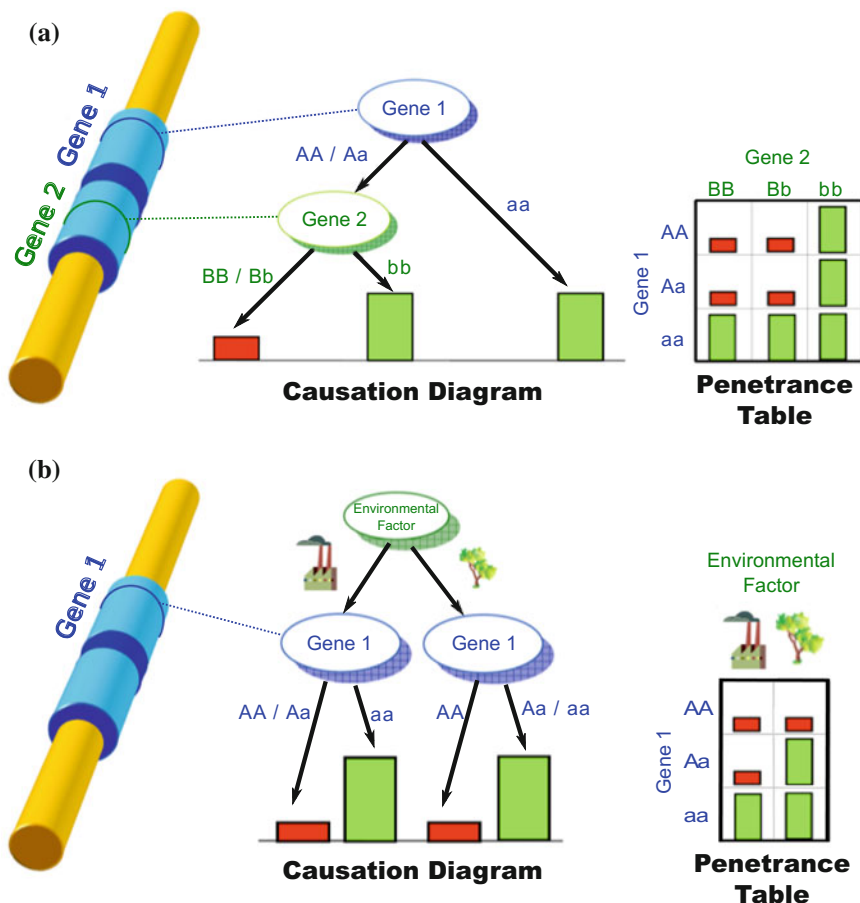 (a)
Gene 1
Gene 2
Gene 1
AA / Aa
aa
Gene 2
BB / Bb
bb
Causation Diagram
Gene 2
BB Bb bb
Gene 1
AA
Aa
aa
Penetrance
Table
(b)
Gene 1
Environmental
Factor
Gene 1
Gene 1
AA / Aa
aa
AA
Aa / aa
Causation Diagram
Environmental
Factor
Gene 1
AA
Aa
aa
Penetrance
Table